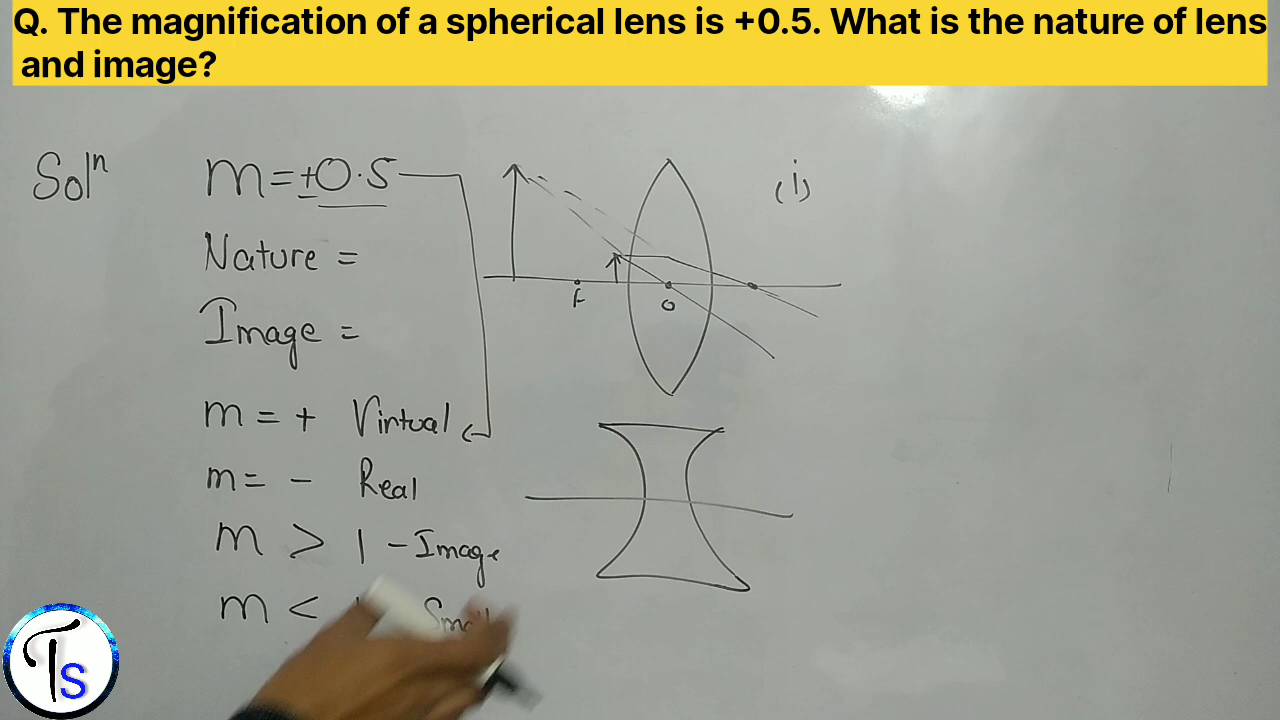 Q. The magnification of a spherical lens is +0.5. What is the nature of lens
and image?
Solⁿ
m=+0.5
Nature =
Image =
m = + Virtual
m = - Real
m > 1 - Image
m <
(i)
F
O
Ts